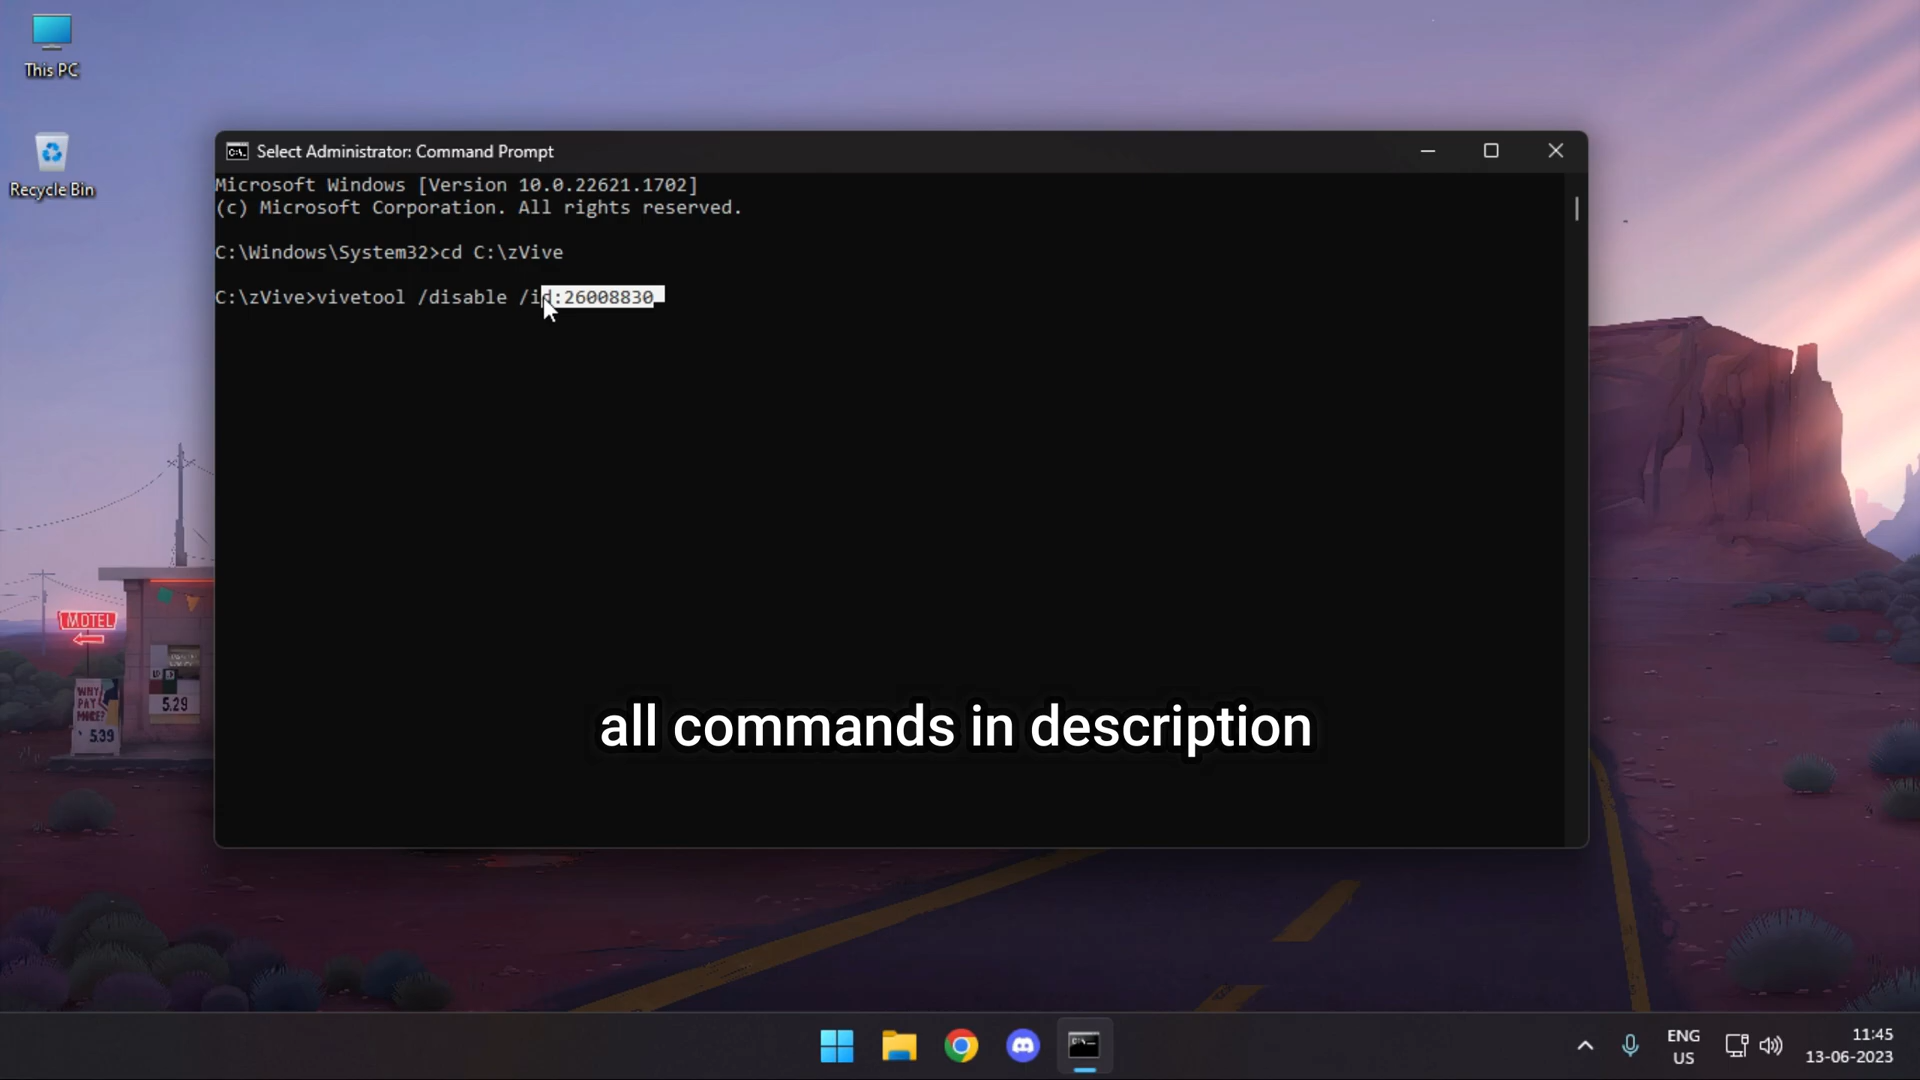 This PC
Recycle Bin
Select Administrator: Command Prompt
Microsoft Windows [Version 10.0.22621.1702]
(c) Microsoft Corporation. All rights reserved.
C:\Windows\System32>cd C:\zVive
C:\zVive>vivetool /disable /id:26008830
MOTEL
WHY
PAY
MORE?
5.39
5.29
all commands in description
ENG
US
11:45
13-06-2023